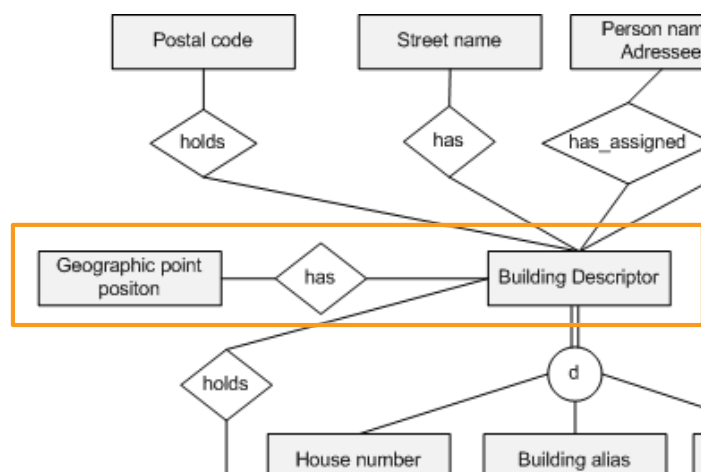 Postal code
Street name
Person nam
Adressee
holds
has
has_assigned
Geographic point
positon
has
Building Descriptor
holds
d
House number
Building alias